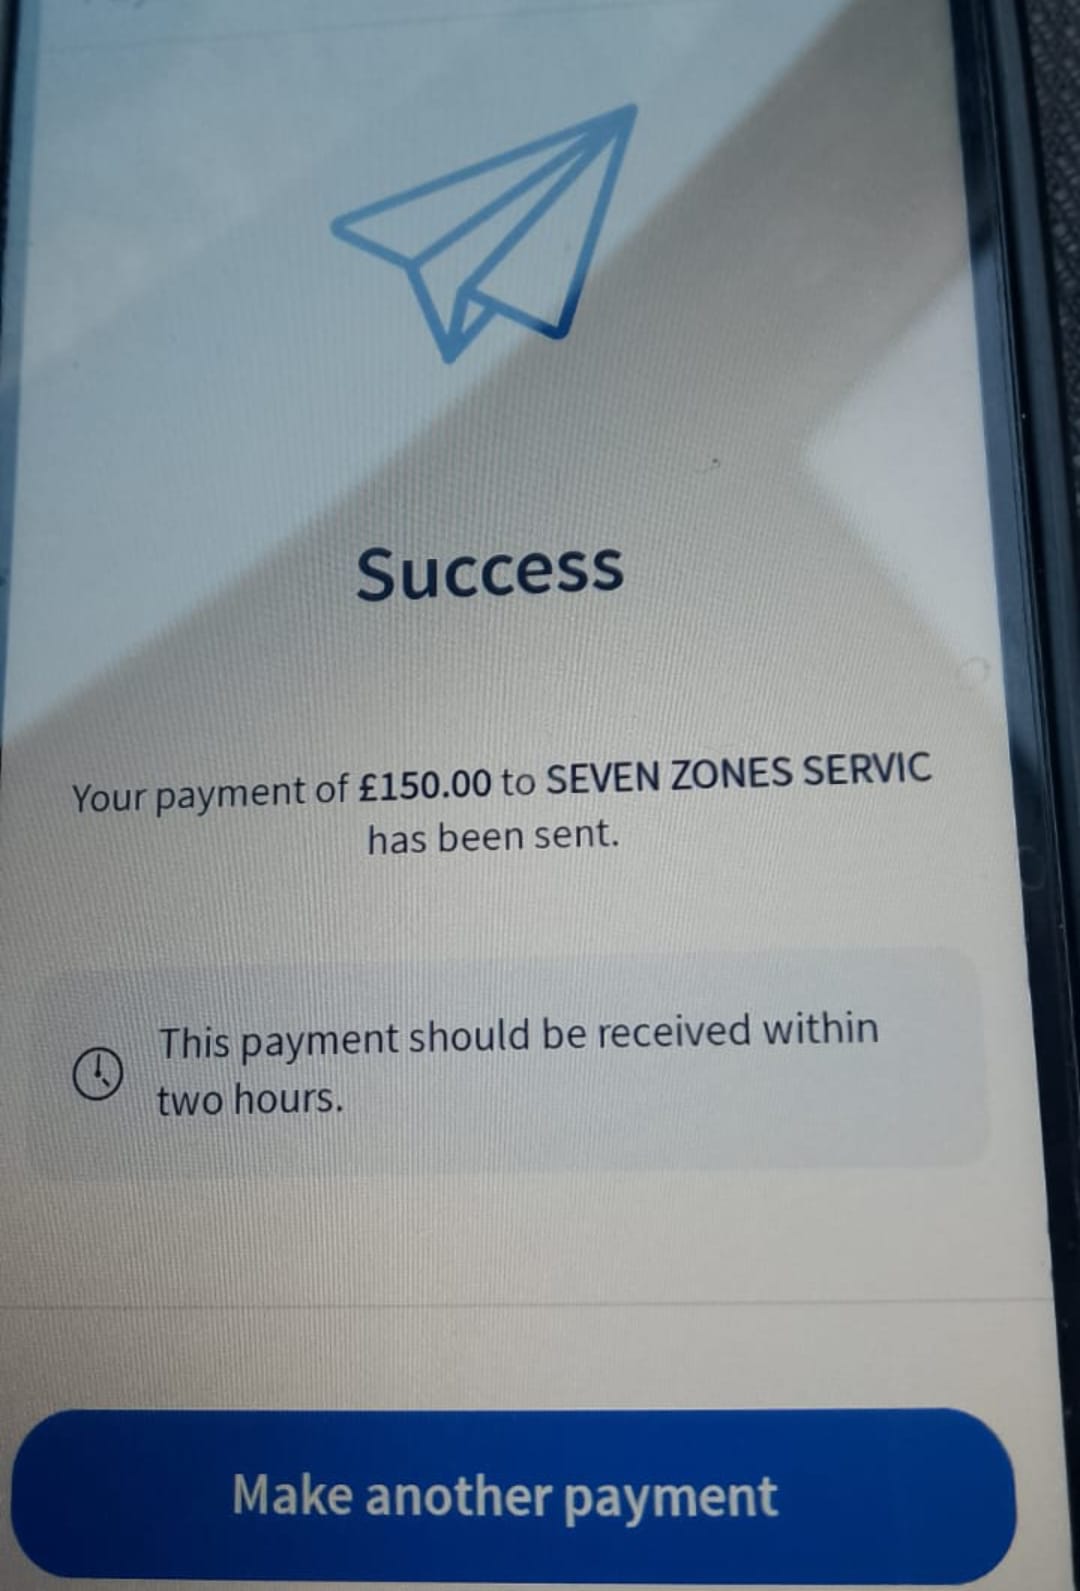 Success
Your payment of £150.00 to SEVEN ZONES SERVIC
has been sent.
This payment should be received within
two hours.
Make another payment